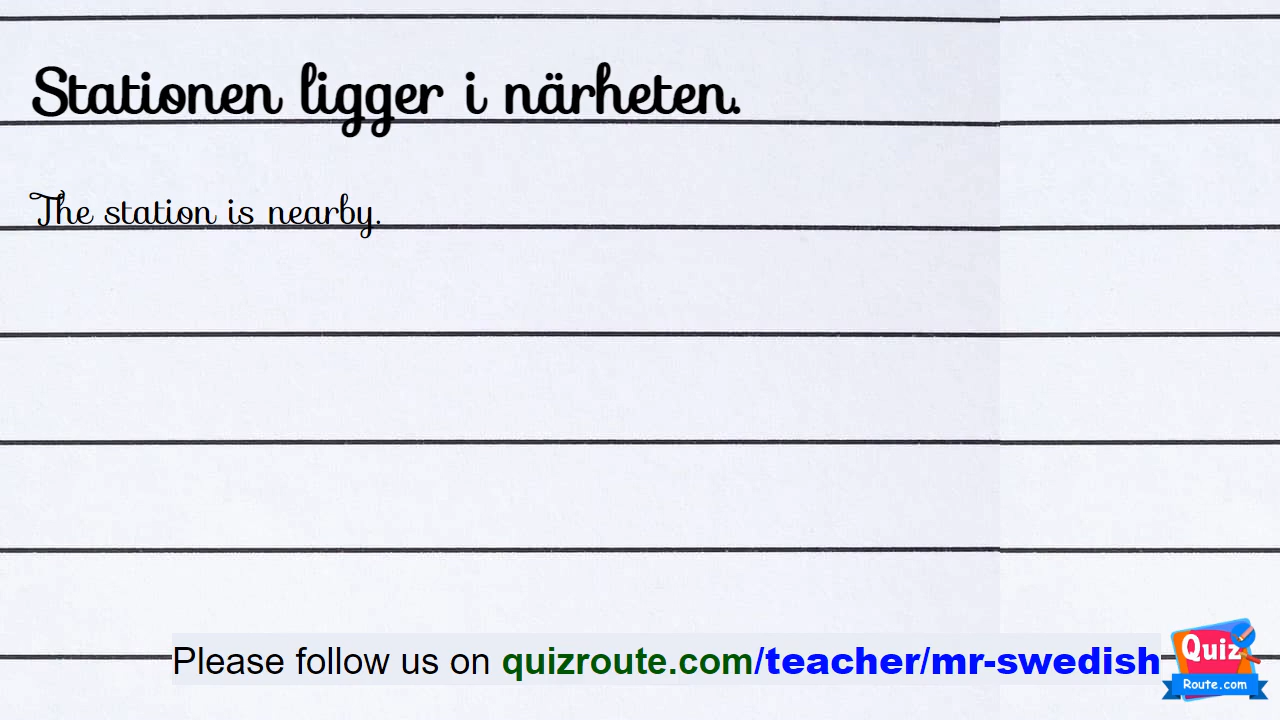 Stationen ligger i närheten.
The station is nearby.
Please follow us on quizroute.com/teacher/mr-swedish
Quiz
Route.com